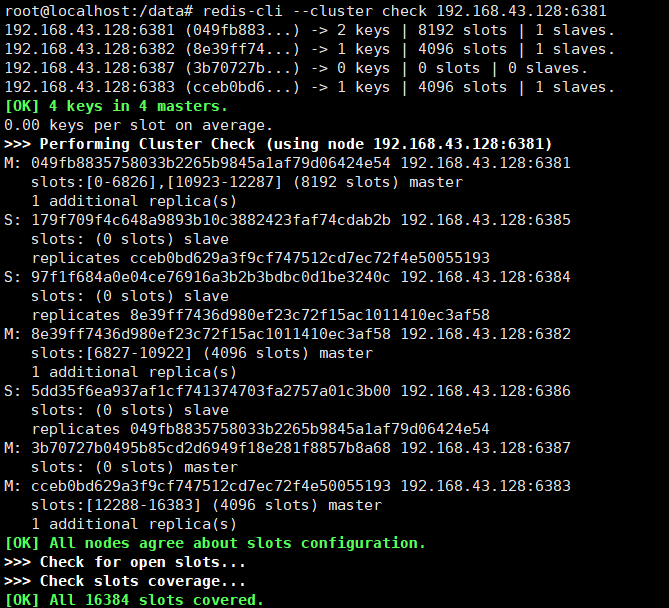 root@localhost:/data# redis-cli --cluster check 192.168.43.128:6381
192.168.43.128:6381 (049fb883...) -> 2 keys | 8192 slots | 1 slaves.
192.168.43.128:6382 (8e39ff74...) -> 1 keys | 4096 slots | 1 slaves.
192.168.43.128:6387 (3b70727b...) -> 0 keys | 0 slots | 0 slaves.
192.168.43.128:6383 (cceb0bd6...) -> 1 keys | 4096 slots | 1 slaves.
[OK] 4 keys in 4 masters.
0.00 keys per slot on average.
>>> Performing Cluster Check (using node 192.168.43.128:6381)
M: 049fb8835758033b2265b9845a1af79d06424e54 192.168.43.128:6381
   slots:[0-6826],[10923-12287] (8192 slots) master
   1 additional replica(s)
S: 179f709f4c648a9893b10c3882423faf74cdab2b 192.168.43.128:6385
   slots: (0 slots) slave
   replicates cceb0bd629a3f9cf747512cd7ec72f4e50055193
S: 97f1f684a0e04ce76916a3b2b3bdbc0d1be3240c 192.168.43.128:6384
   slots: (0 slots) slave
   replicates 8e39ff7436d980ef23c72f15ac1011410ec3af58
M: 8e39ff7436d980ef23c72f15ac1011410ec3af58 192.168.43.128:6382
   slots:[6827-10922] (4096 slots) master
   1 additional replica(s)
S: 5dd35f6ea937af1cf741374703fa2757a01c3b00 192.168.43.128:6386
   slots: (0 slots) slave
   replicates 049fb8835758033b2265b9845a1af79d06424e54
M: 3b70727b0495b85cd2d6949f18e281f8857b8a68 192.168.43.128:6387
   slots: (0 slots) master
M: cceb0bd629a3f9cf747512cd7ec72f4e50055193 192.168.43.128:6383
   slots:[12288-16383] (4096 slots) master
   1 additional replica(s)
[OK] All nodes agree about slots configuration.
>>> Check for open slots...
>>> Check slots coverage...
[OK] All 16384 slots covered.